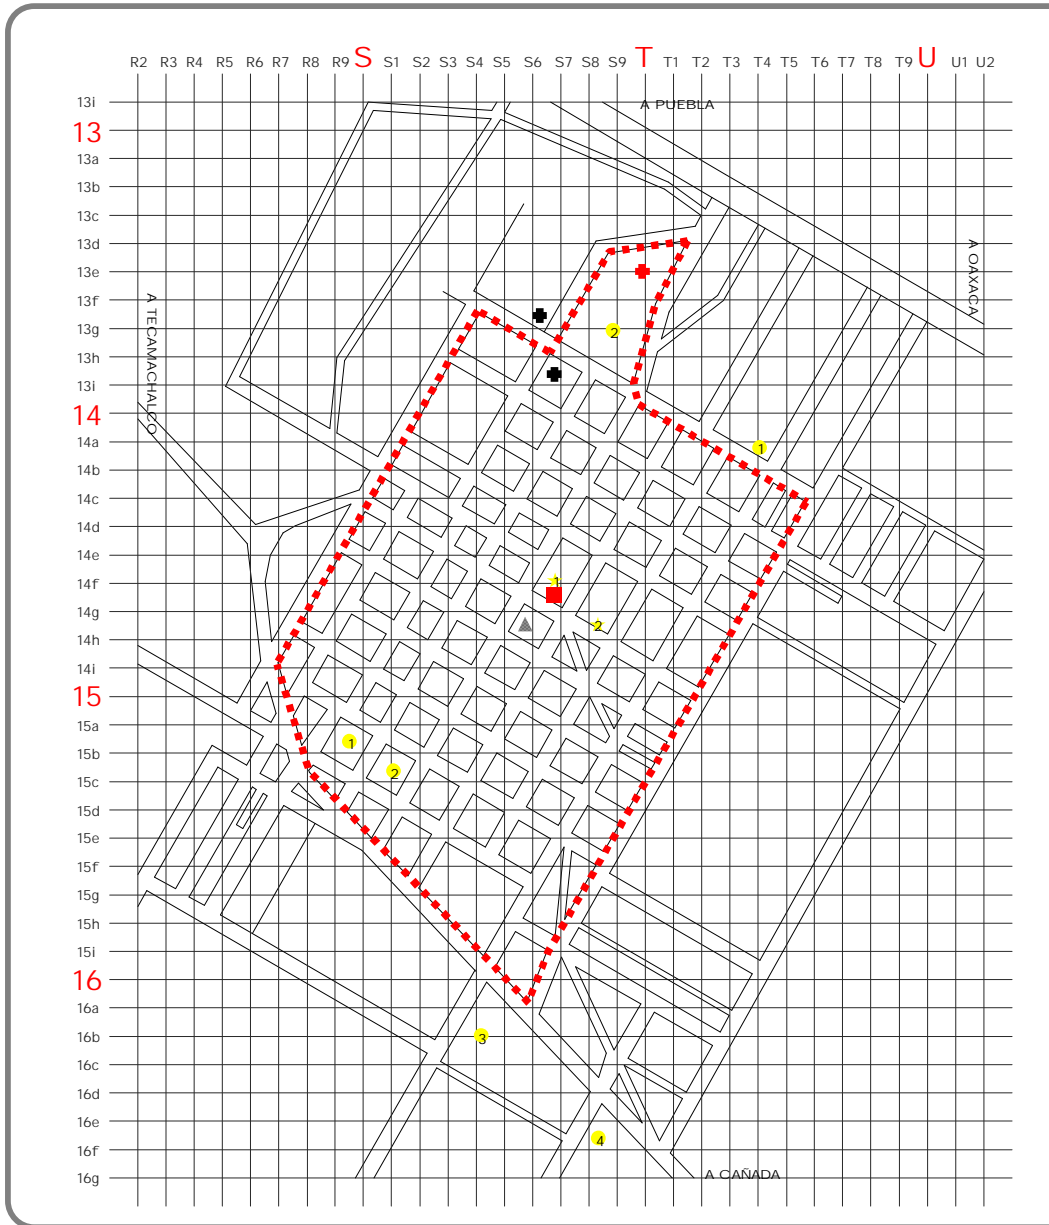 S T U
R2 R3 R4 R5 R6 R7 R8 R9 S1 S2 S3 S4 S5 S6 S7 S8 S9 T1 T2 T3 T4 T5 T6 T7 T8 T9 U1 U2
13i
A PUEBLA
13
13a
13b
13c
13d
A OAXACA
13e
13f
A TECAMACHALCO
13g
2
13h
13i
14
14a
1
14b
14c
14d
14e
14f
1
14g
2
14h
14i
15
15a
1
15b
2
15c
15d
15e
15f
15g
15h
15i
16
16a
16b
3
16c
16d
16e
4
16f
16g
A CAÑADA